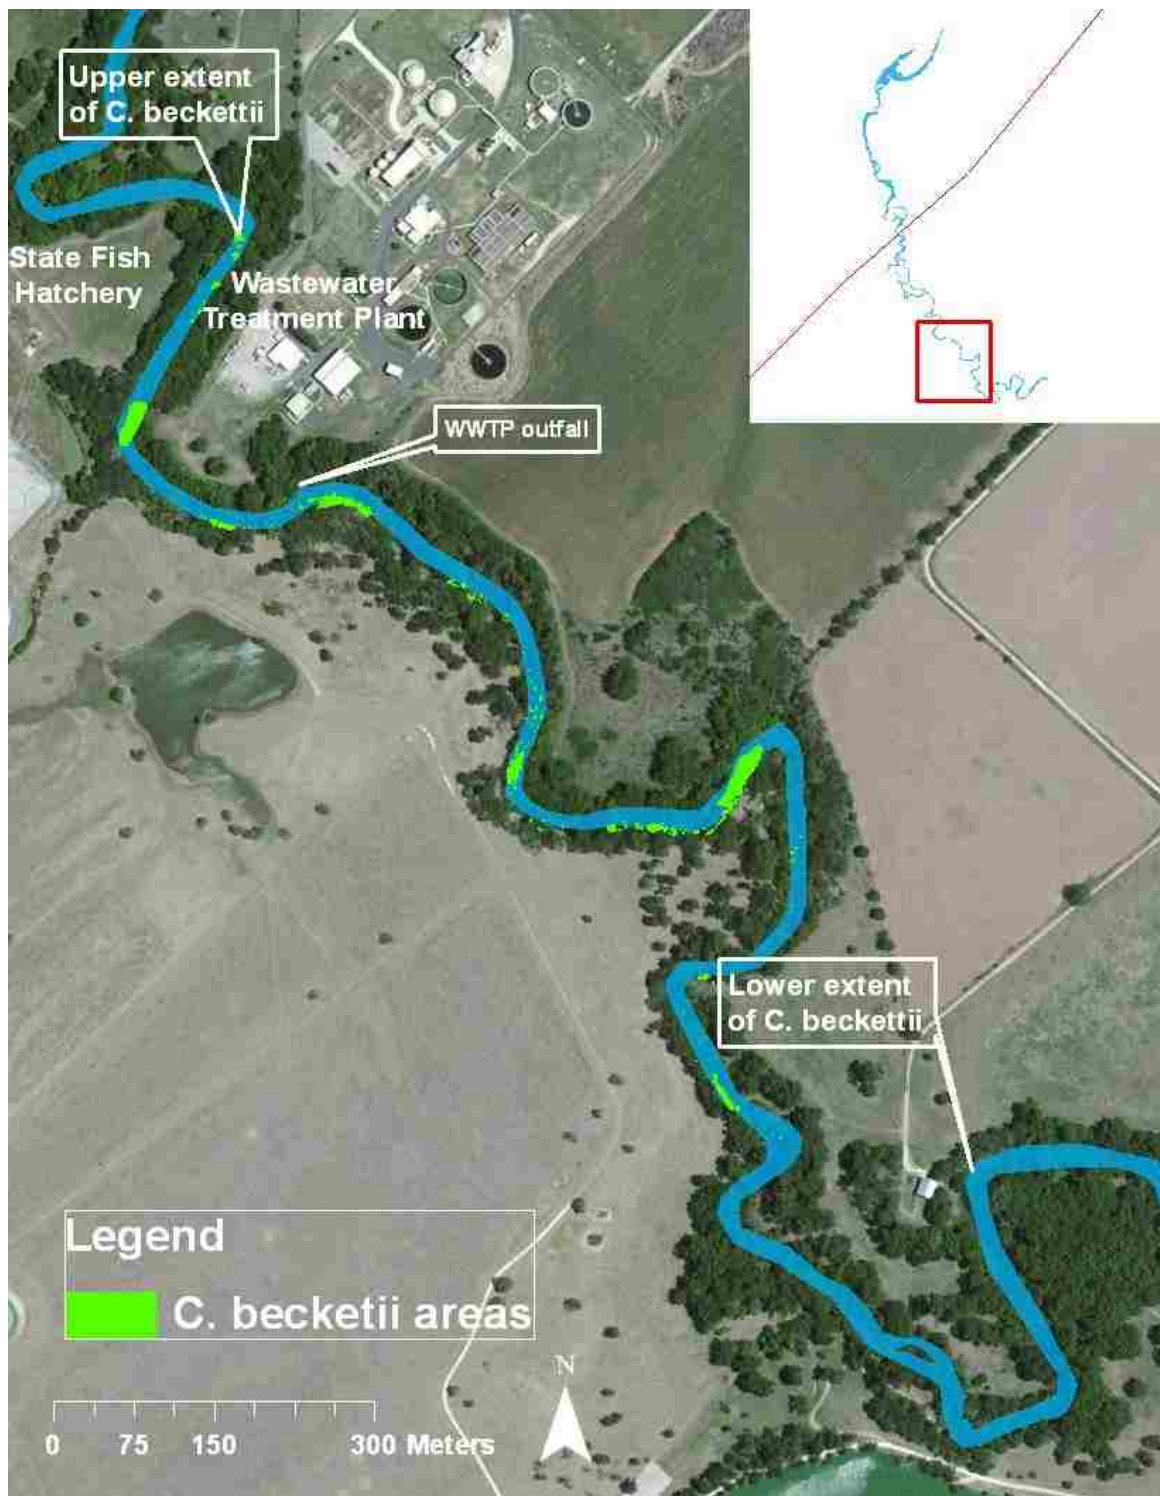 Upper extent
of C. beckettii
State Fish
Hatchery
Wastewater
Treatment Plant
WWTP outfall
Lower extent
of C. beckettii
Legend
C. becketii areas
N
0 75 150 300 Meters